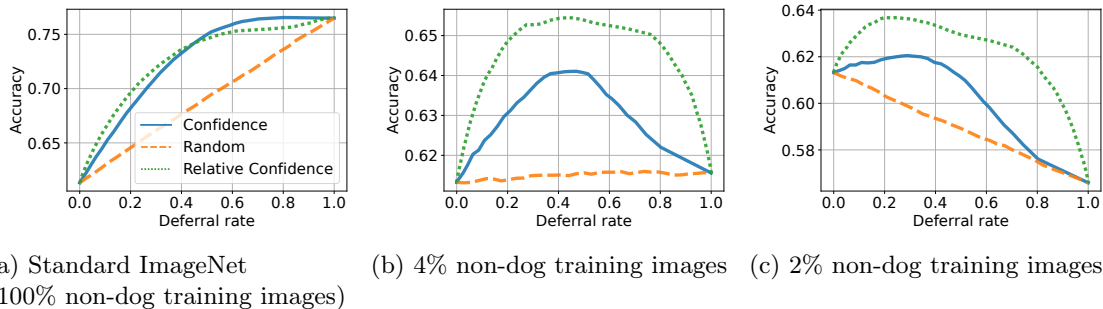 0.75
0.70
0.65
Accuracy
Confidence
Random
Relative Confidence
0.0 0.2 0.4 0.6 0.8 1.0
Deferral rate
0.65
0.64
0.63
0.62
Accuracy
0.0 0.2 0.4 0.6 0.8 1.0
Deferral rate
0.64
0.62
0.60
0.58
Accuracy
0.0 0.2 0.4 0.6 0.8 1.0
Deferral rate
a) Standard ImageNet
100% non-dog training images)
(b) 4% non-dog training images
(c) 2% non-dog training images